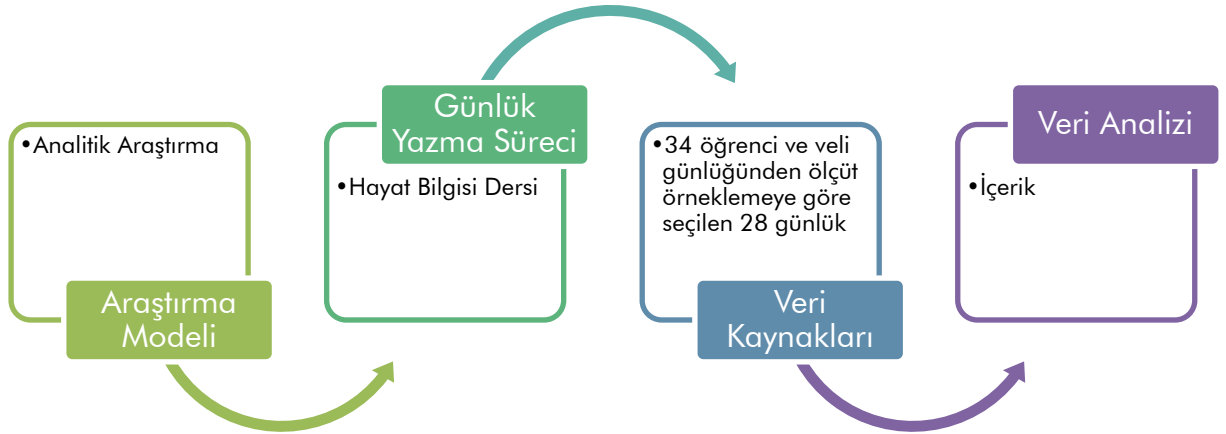 •Analitik Araştırma
Araştırma
Modeli
Günlük
Yazma Süreci
•Hayat Bilgisi Dersi
•34 öğrenci ve veli
günlüğünden ölçüt
örneklemeye göre
seçilen 28 günlük
Veri
Kaynakları
Veri Analizi
•İçerik